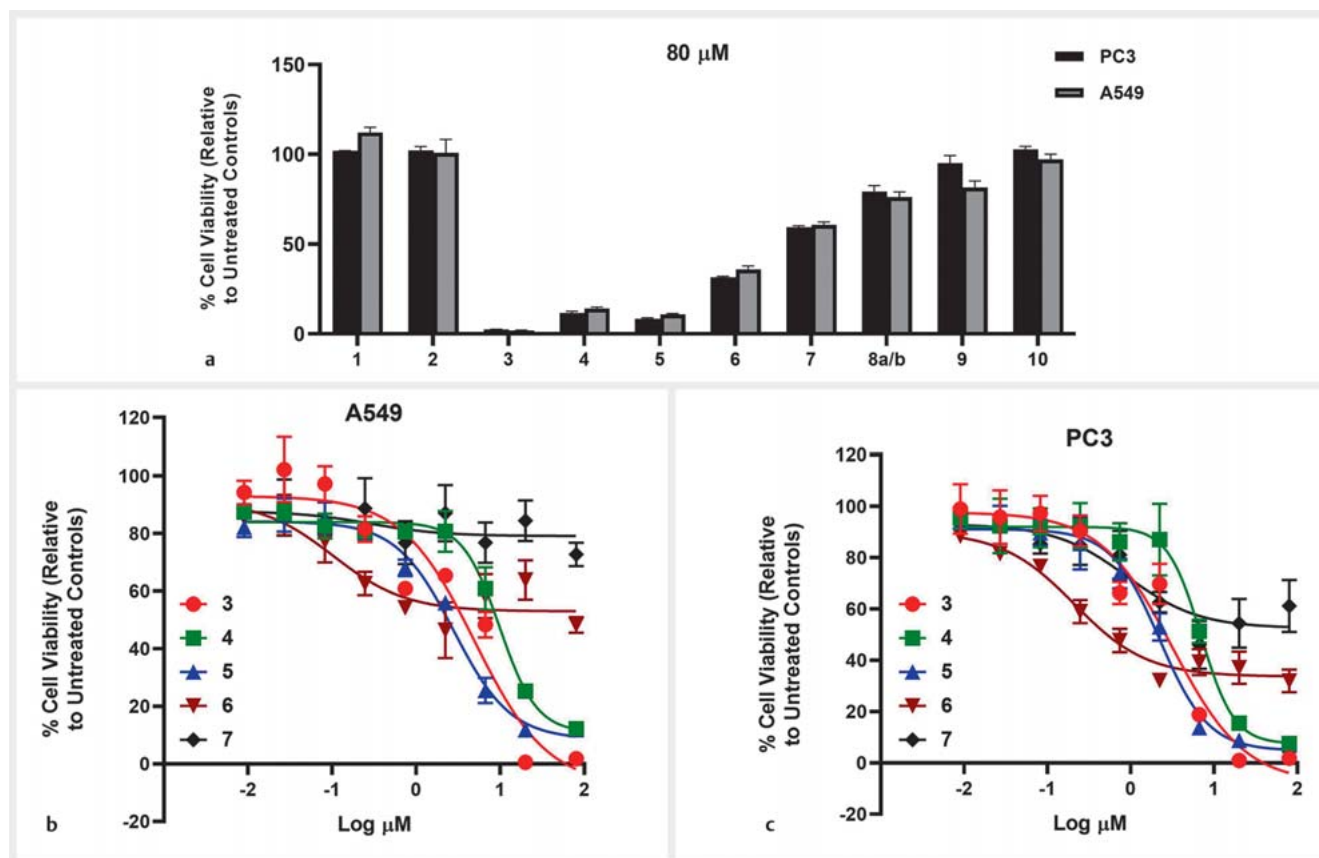 80 µM
PC3
A549
% Cell Viability (Relative
to Untreated Controls)
150
100
50
0
1 2 3 4 5 6 7 8a/b 9 10
a
A549
% Cell Viability (Relative
to Untreated Controls)
120
100
80
60
40
20
0
-20
3
4
5
6
7
-2 -1 0 1 2
Log µM
b
PC3
% Cell Viability (Relative
to Untreated Controls)
120
100
80
60
40
20
0
-20
3
4
5
6
7
-2 -1 0 1 2
Log µM
c